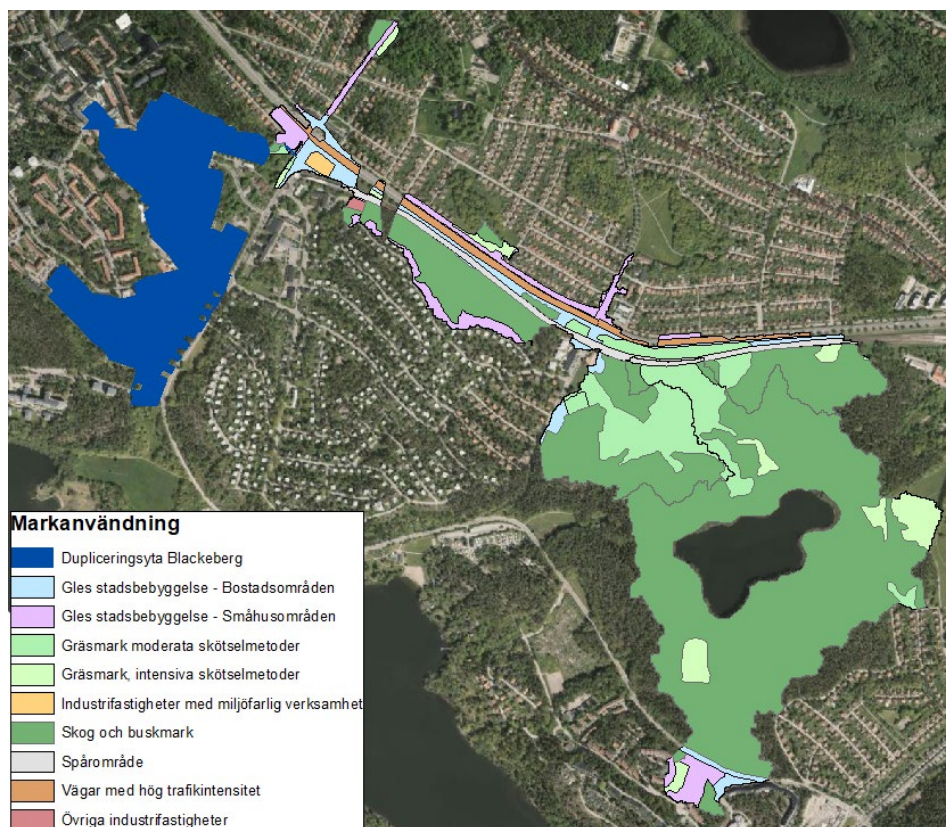 Markanvändning
Dupliceringsyta Blackeberg
Gles stadsbebyggelse - Bostadsområden
Gles stadsbebyggelse - Småhusområden
Gräsmark moderata skötselmetoder
Gräsmark, intensiva skötselmetoder
Industrifastigheter med miljöfarlig verksamhet
Skog och buskmark
Spårområde
Vägar med hög trafikintensitet
Övriga industrifastigheter